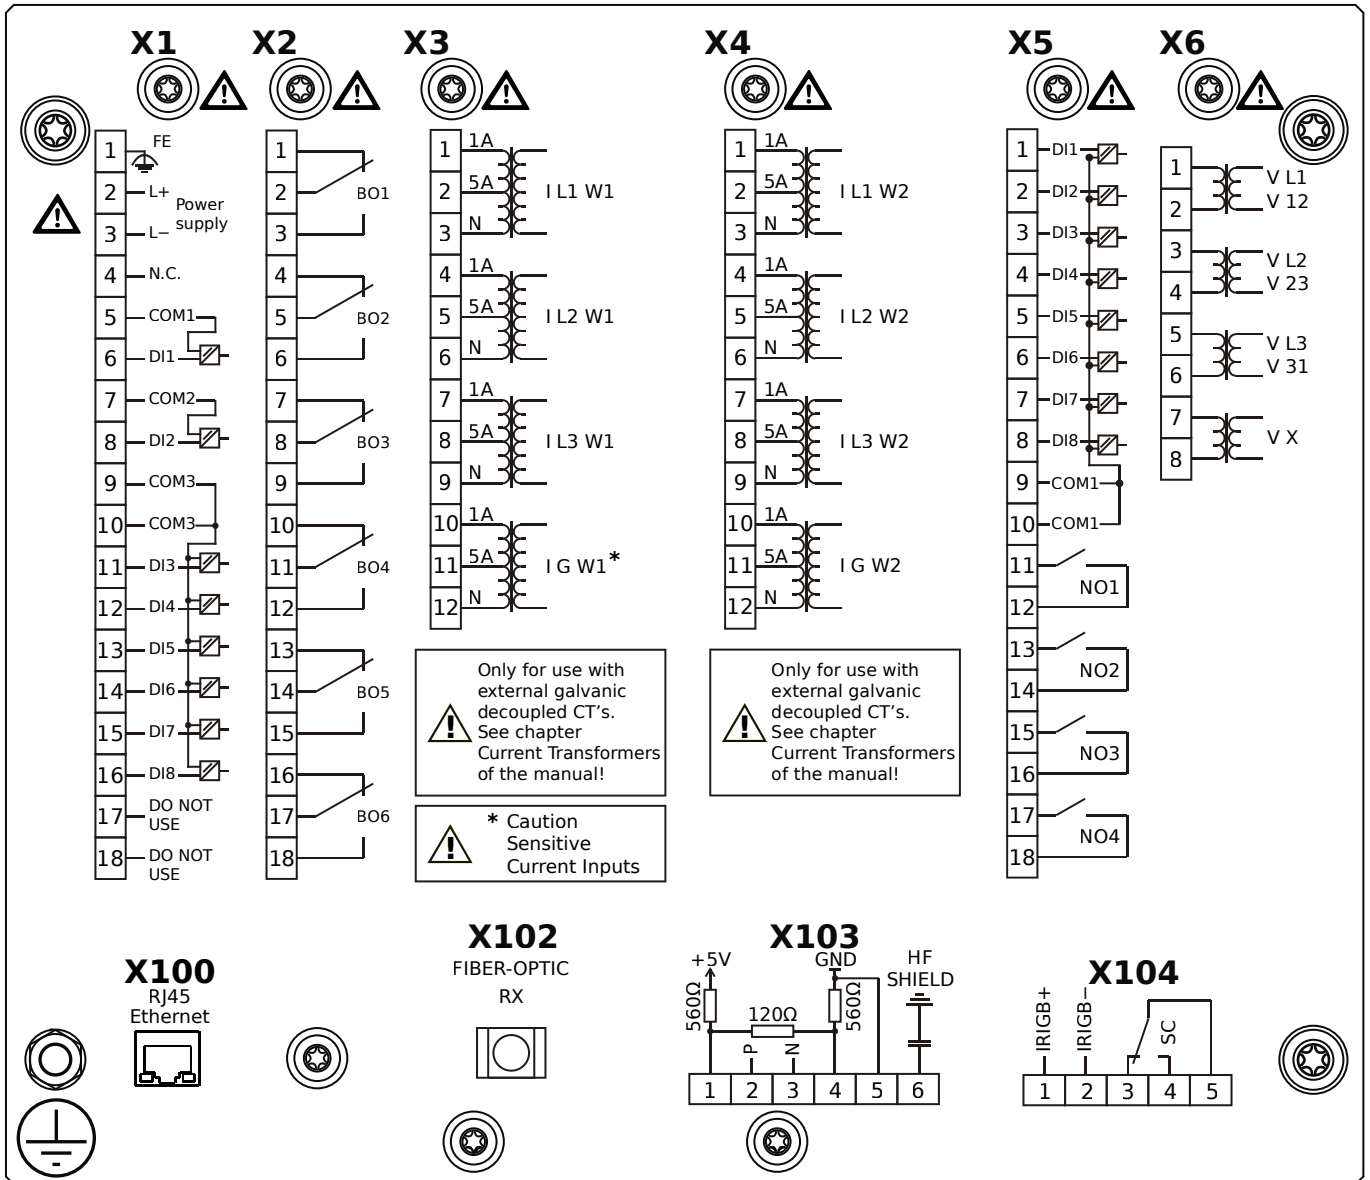 X1
1
FE
2
L+
Power
supply
3
L−
4
N.C.
5
COM1
6
DI1
7
COM2
8
DI2
9
COM3
10
COM3
11
DI3
12
DI4
13
DI5
14
DI6
15
DI7
16
DI8
17
DO NOT
USE
18
DO NOT
USE
X2
1
2
BO1
3
4
5
BO2
6
7
8
BO3
9
10
11
BO4
12
13
14
BO5
15
16
17
BO6
18
X3
1
1A
2
5A
I L1 W1
3
N
4
1A
5
5A
I L2 W1
6
N
7
1A
8
5A
I L3 W1
9
N
10
1A
11
5A
I G W1*
12
N
Only for use with
external galvanic
decoupled CT's.
See chapter
Current Transformers
of the manual!
* Caution
Sensitive
Current Inputs
X4
1
1A
2
5A
I L1 W2
3
N
4
1A
5
5A
I L2 W2
6
N
7
1A
8
5A
I L3 W2
9
N
10
1A
11
5A
I G W2
12
N
Only for use with
external galvanic
decoupled CT's.
See chapter
Current Transformers
of the manual!
X5
1
DI1
2
DI2
3
DI3
4
DI4
5
DI5
6
DI6
7
DI7
8
DI8
9
COM1
10
COM1
11
NO1
12
13
NO2
14
15
NO3
16
17
NO4
18
X6
1
V L1
2
V 12
3
V L2
4
V 23
5
V L3
6
V 31
7
V X
8
X100
RJ45
Ethernet
X102
FIBER-OPTIC
RX
X103
+5V
GND
HF
SHIELD
560Ω
120Ω
560Ω
P
N
1 2 3 4 5 6
X104
IRIGB+
IRIGB−
SC
1 2 3 4 5